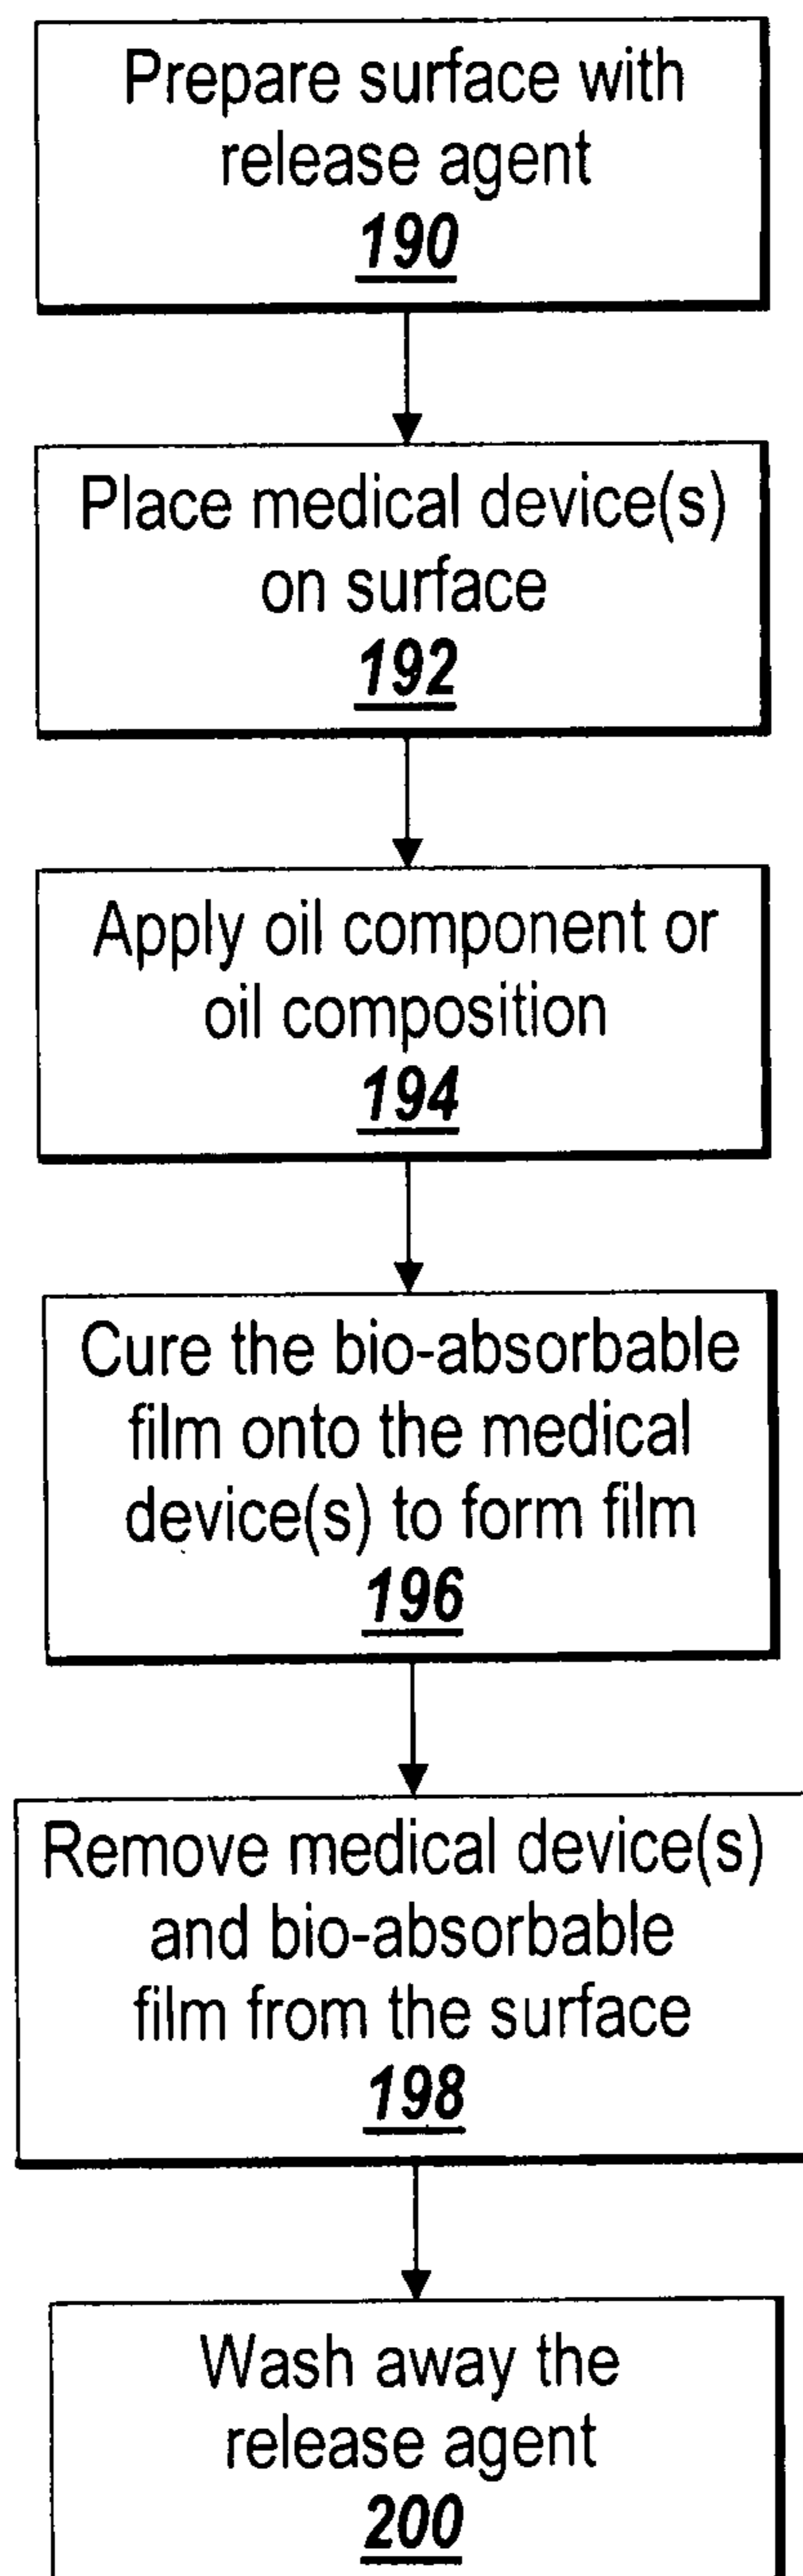 Prepare surface with
release agent
190
Place medical device(s)
on surface
192
Apply oil component or
oil composition
194
Cure the bio-absorbable
film onto the medical
device(s) to form film
196
Remove medical device(s)
and bio-absorbable
film from the surface
198
Wash away the
release agent
200